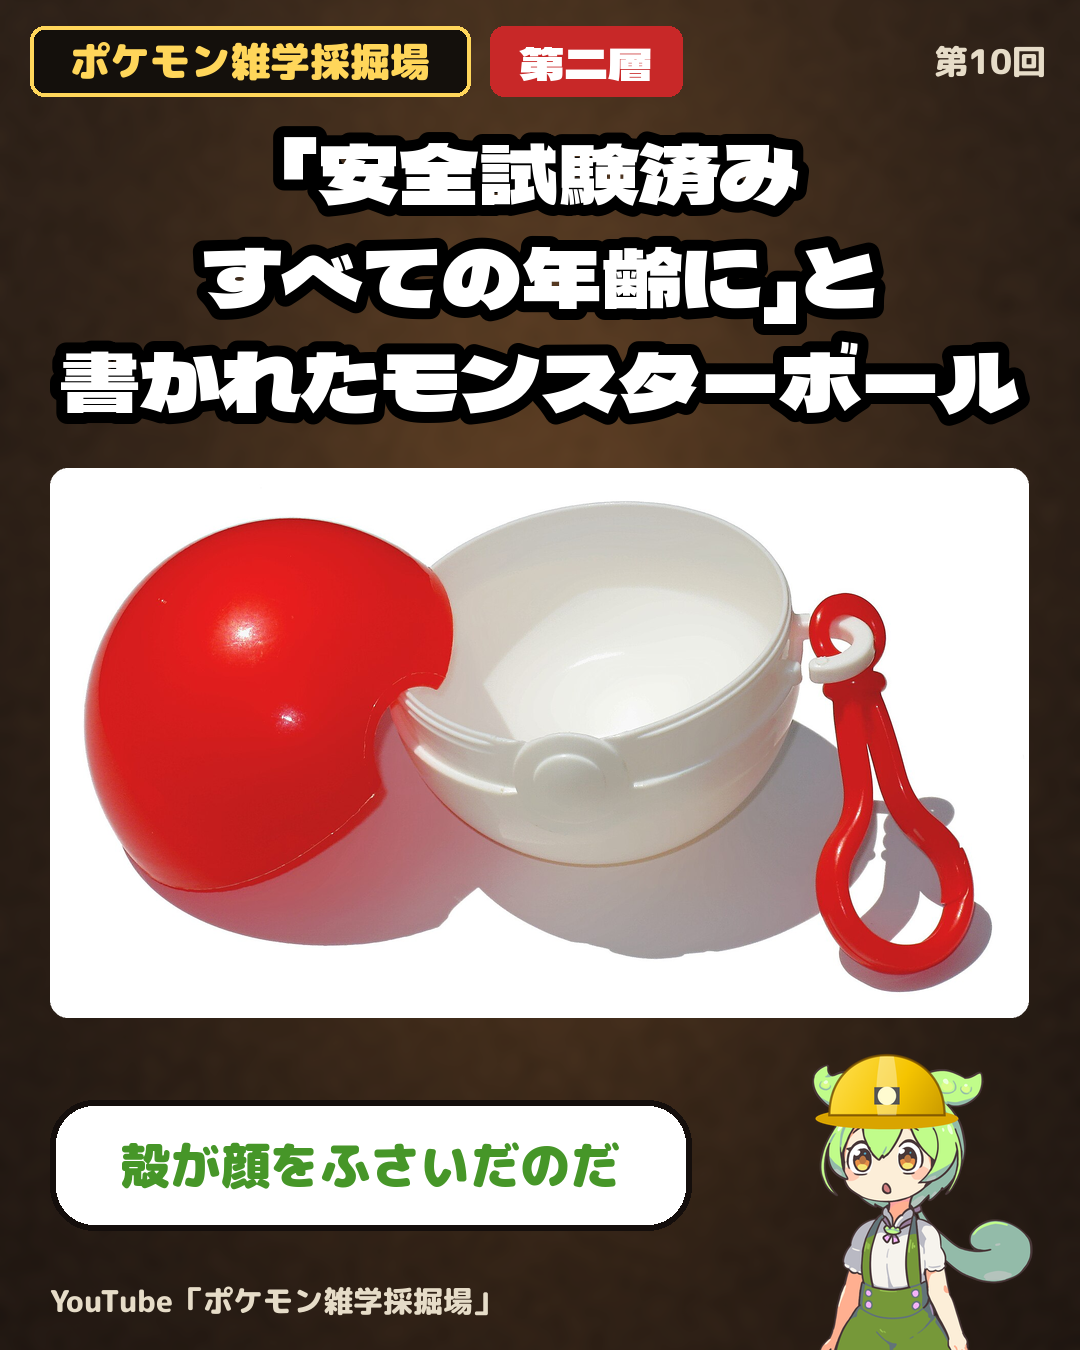 ポケモン雑学採掘場
第二層
第10回
「安全試験済み
すべての年齢に」と
書かれたモンスターボール
殻が顔をふさいだのだ
YouTube「ポケモン雑学採掘場」